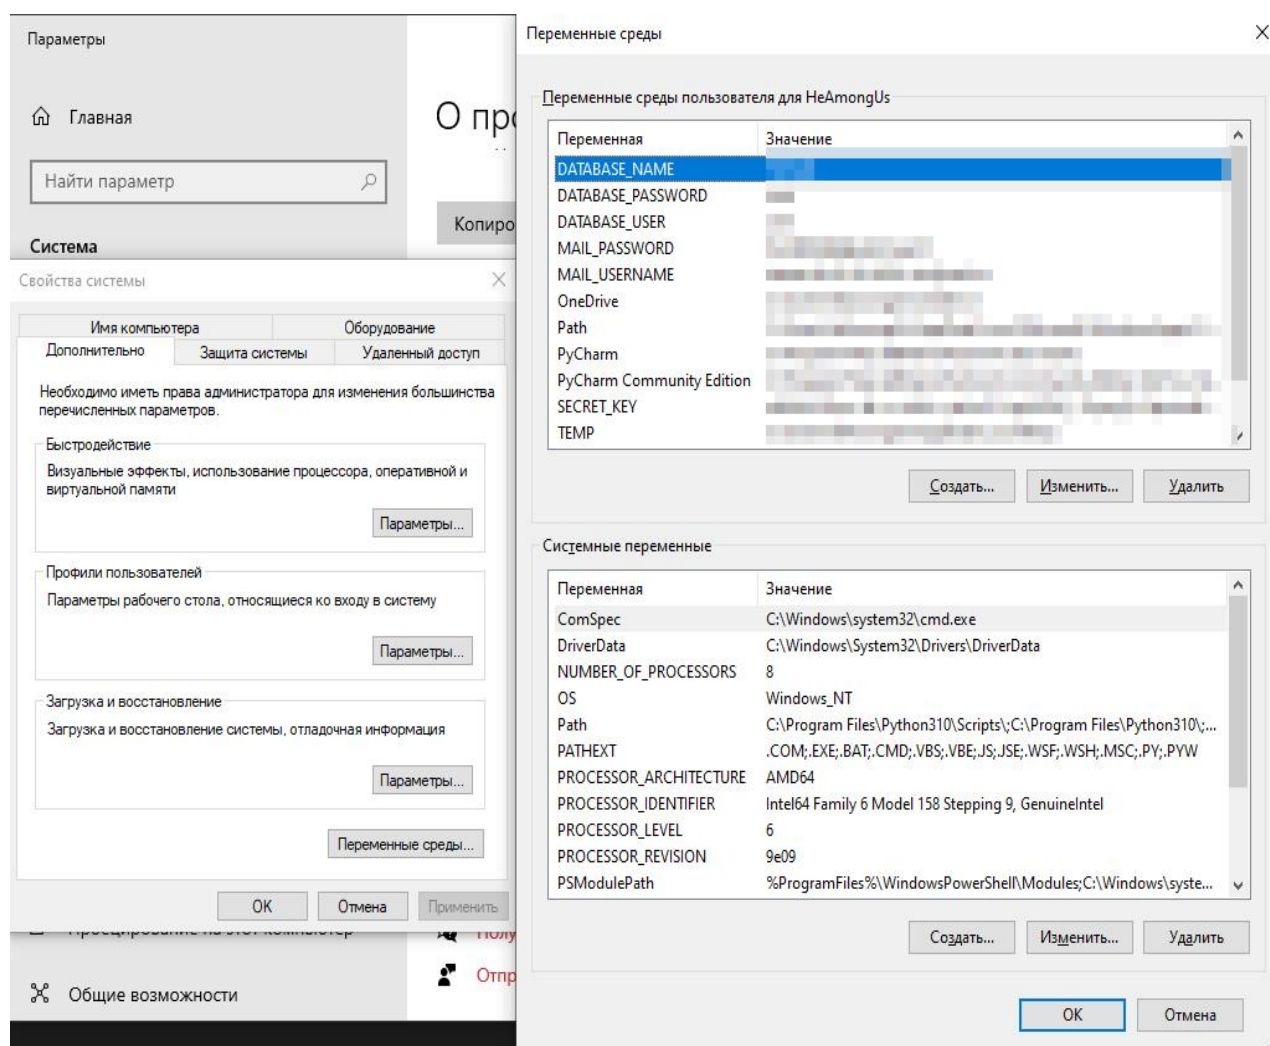 Параметры
Главная
О пр
Найти параметр
Копиро
Система
Свойства системы
Имя компьютера
Оборудование
Дополнительно
Защита системы
Удаленный доступ
Необходимо иметь права администратора для изменения большинства
перечисленных параметров.
Быстродействие
Визуальные эффекты, использование процессора, оперативной и
виртуальной памяти
Параметры...
Профили пользователей
Параметры рабочего стола, относящиеся ко входу в систему
Параметры...
Загрузка и восстановление
Загрузка и восстановление системы, отладочная информация
Параметры...
Переменные среды...
ОК
Отмена
Применить
Общие возможности
Отпр
Переменные среды
Переменные среды пользователя для HeAmongUs
Переменная Значение
DATABASE_NAME
DATABASE_PASSWORD
DATABASE_USER
MAIL_PASSWORD
MAIL_USERNAME
OneDrive
Path
PyCharm
PyCharm Community Edition
SECRET_KEY
TEMP
Создать... Изменить... Удалить
Системные переменные
Переменная Значение
ComSpec C:\Windows\system32\cmd.exe
DriverData C:\Windows\System32\Drivers\DriverData
NUMBER_OF_PROCESSORS 8
OS Windows_NT
Path C:\Program Files\Python310\Scripts\;C:\Program Files\Python310\;...
PATHEXT .COM;.EXE;.BAT;.CMD;.VBS;.VBE;.JS;.JSE;.WSF;.WSH;.MSC;.PY;.PYW
PROCESSOR_ARCHITECTURE AMD64
PROCESSOR_IDENTIFIER Intel64 Family 6 Model 158 Stepping 9, GenuineIntel
PROCESSOR_LEVEL 6
PROCESSOR_REVISION 9e09
PSModulePath %ProgramFiles%\WindowsPowerShell\Modules;C:\Windows\syste...
Создать... Изменить... Удалить
ОК Отмена